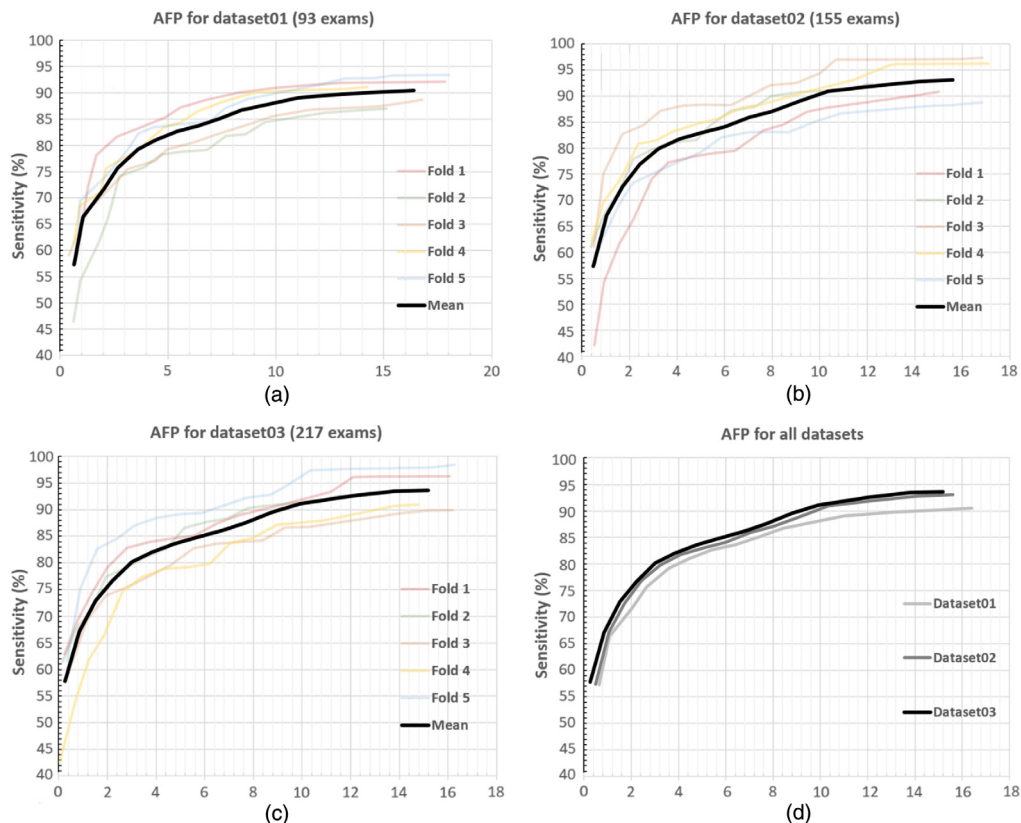 AFP for dataset01 (93 exams)
100
95
90
85
80
75
70
65
60
55
50
45
40
Sensitivity (%)
Fold 1
Fold 2
Fold 3
Fold 4
Fold 5
Mean
0 5 10 15 20
(a)
AFP for dataset02 (155 exams)
100
95
90
85
80
75
70
65
60
55
50
45
40
Sensitivity (%)
Fold 1
Fold 2
Fold 3
Fold 4
Fold 5
Mean
0 2 4 6 8 10 12 14 16 18
(b)
AFP for dataset03 (217 exams)
100
95
90
85
80
75
70
65
60
55
50
45
40
Sensitivity (%)
Fold 1
Fold 2
Fold 3
Fold 4
Fold 5
Mean
0 2 4 6 8 10 12 14 16 18
(c)
AFP for all datasets
100
95
90
85
80
75
70
65
60
55
50
45
40
Sensitivity (%)
Dataset01
Dataset02
Dataset03
0 2 4 6 8 10 12 14 16 18
(d)